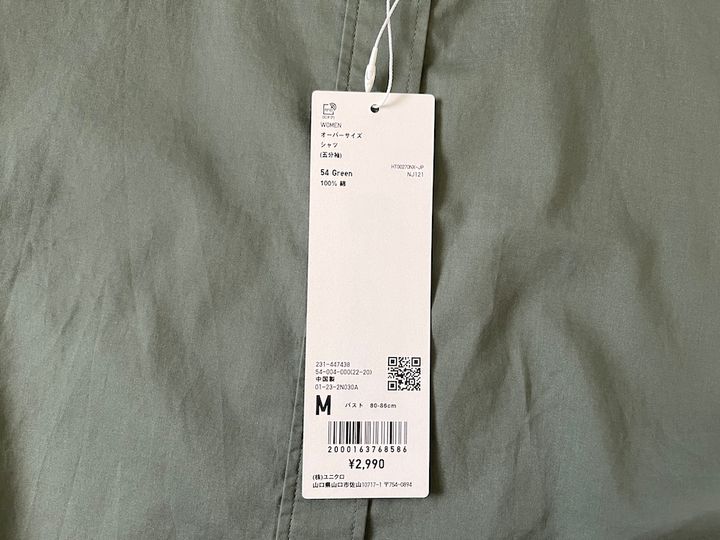 WOMEN
オーバーサイズ
シャツ
(五分袖)
HT00270NX-JP
54 Green
NJ121
100% 綿
231-447438
54-004-000(22-20)
中国製
01-23-2N030A
M バスト 80-86cm
2000163768586
¥2,990
(株)ユニクロ
山口県山口市佐山10717-1 〒754-0894